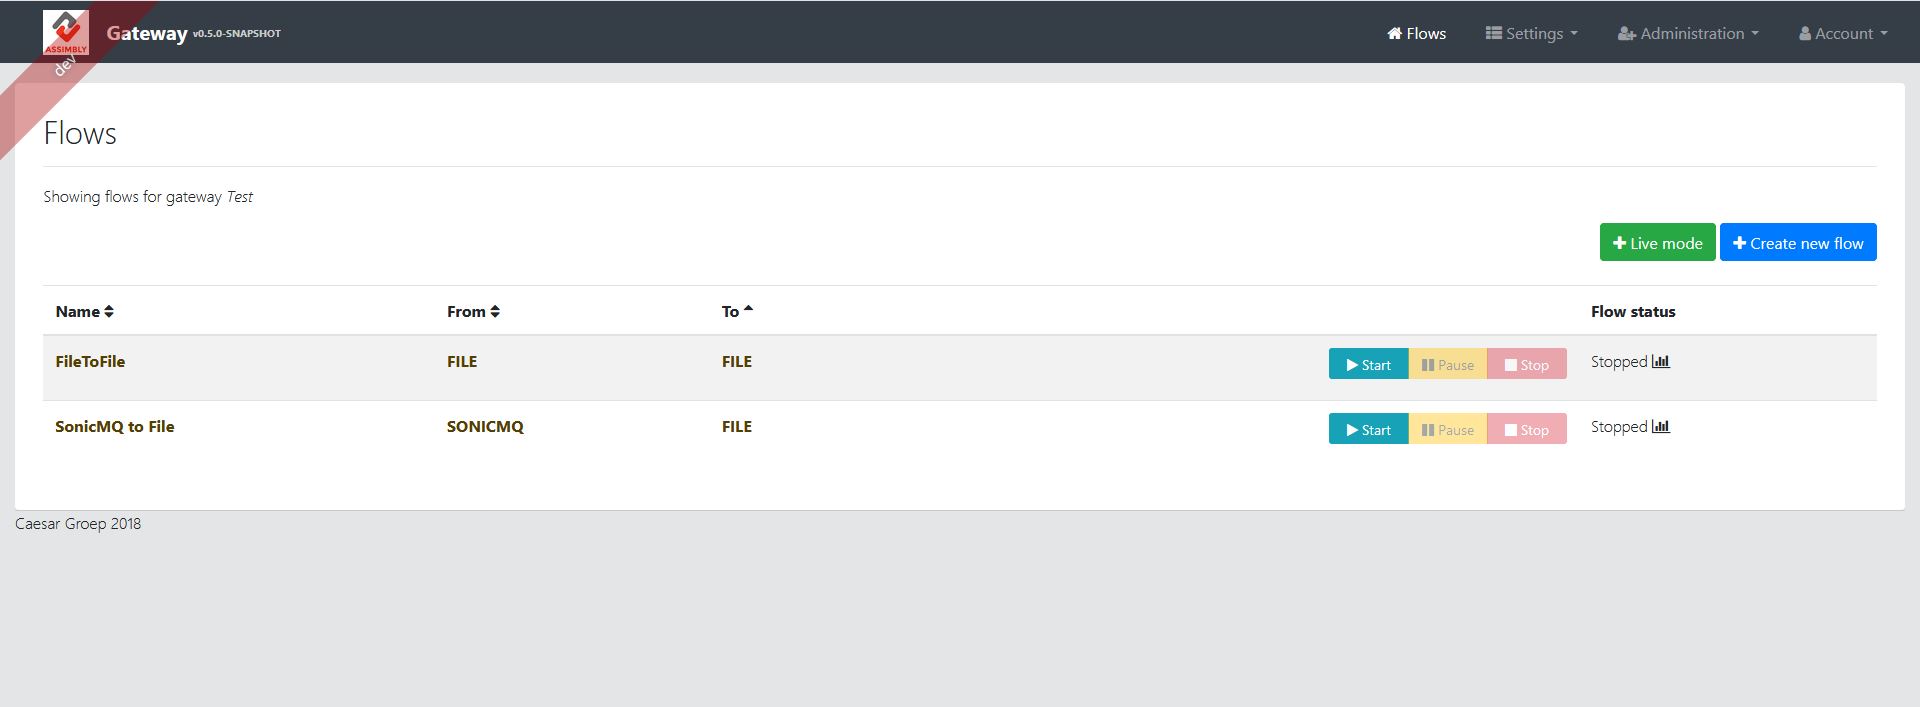 ASSIMBLY
Gateway v0.5.0-SNAPSHOT
Flows
Settings
Administration
Account
dev
Flows
Showing flows for gateway Test
Live mode
Create new flow
Name From To Flow status
FileToFile FILE FILE Start Pause Stop Stopped
SonicMQ to File SONICMQ FILE Start Pause Stop Stopped
Caesar Groep 2018